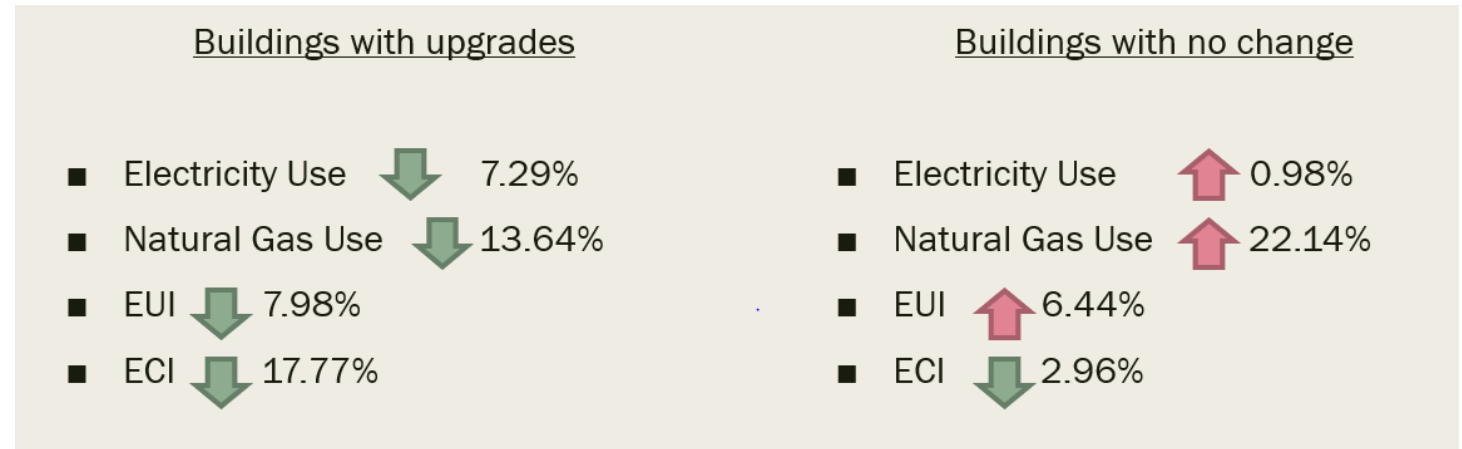 Buildings with upgrades
■ Electricity Use 7.29%
■ Natural Gas Use 13.64%
■ EUI 7.98%
■ ECI 17.77%
Buildings with no change
■ Electricity Use 0.98%
■ Natural Gas Use 22.14%
■ EUI 6.44%
■ ECI 2.96%